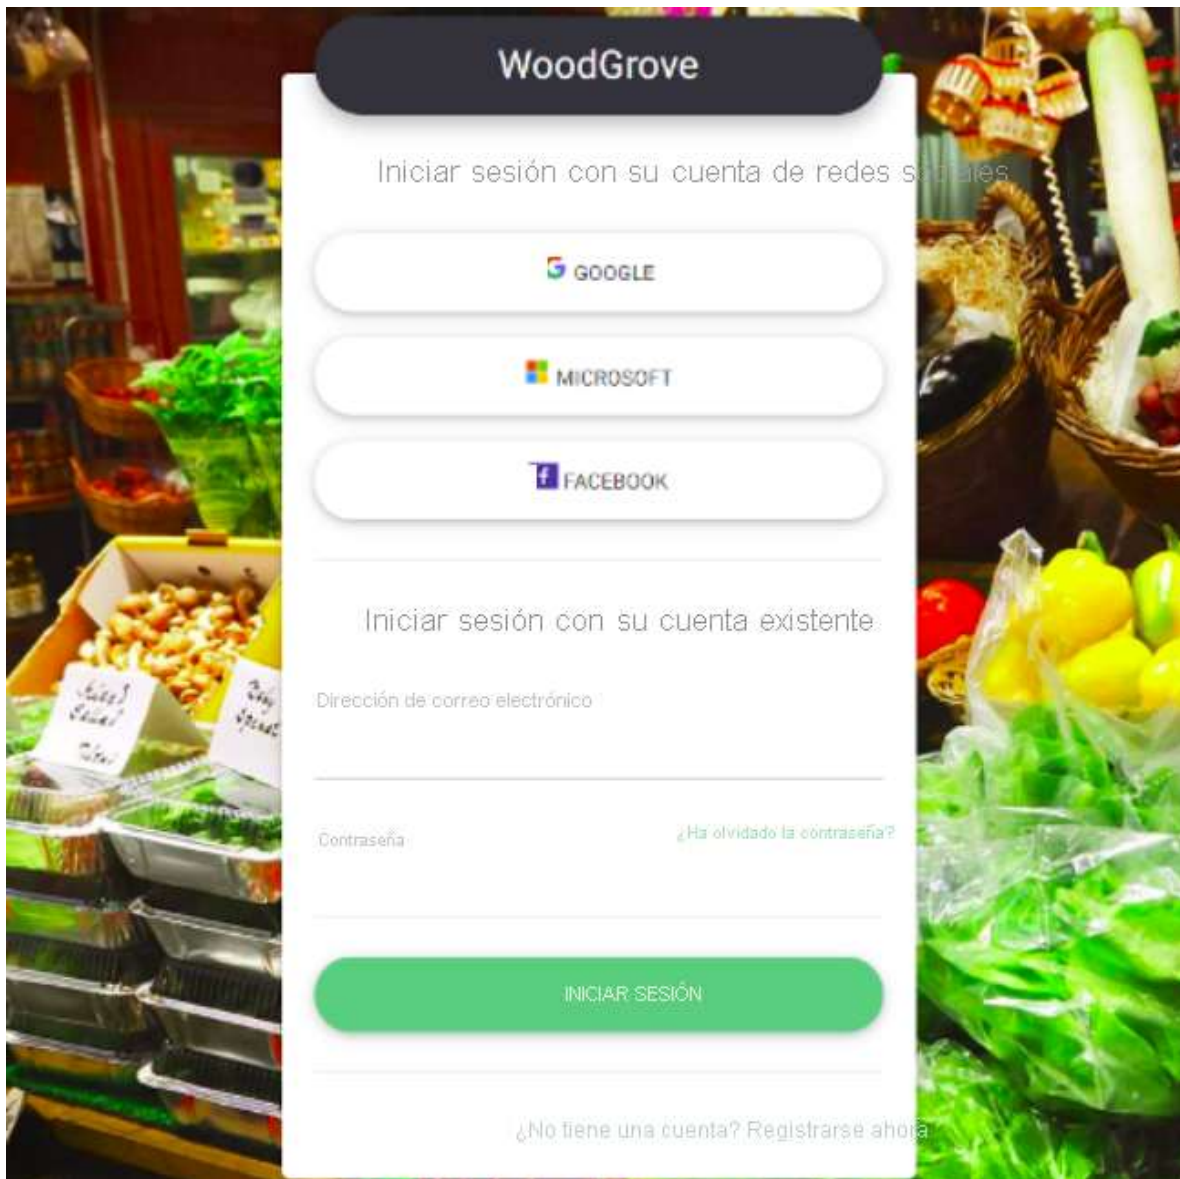 WoodGrove
Iniciar sesión con su cuenta de redes sociales
GOOGLE
MICROSOFT
FACEBOOK
Iniciar sesión con su cuenta existente
Dirección de correo electrónico
Contraseña
¿Ha olvidado la contraseña?
INICIAR SESIÓN
¿No tiene una cuenta? Registrarse ahora